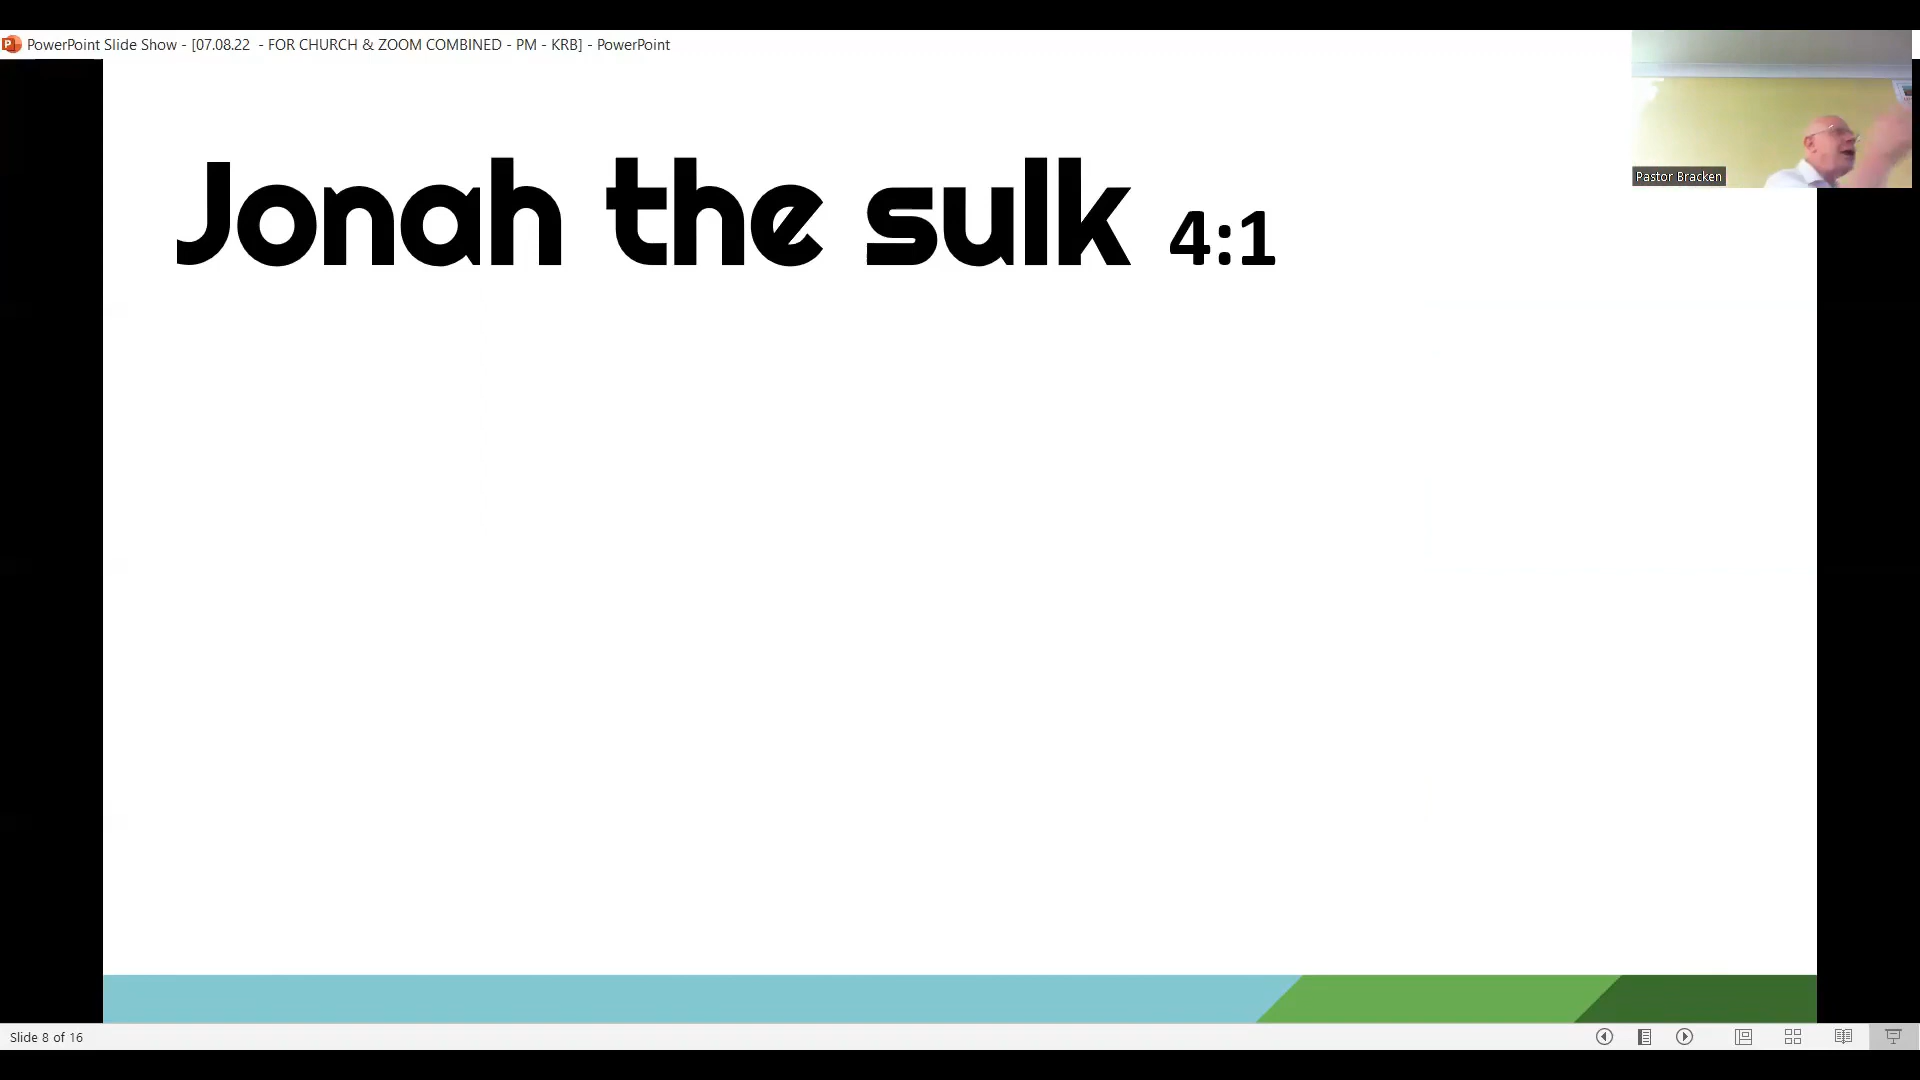 PowerPoint Slide Show - [07.08.22  - FOR CHURCH & ZOOM COMBINED - PM - KRB] - PowerPoint
Pastor Bracken
Jonah the sulk 4:1
Slide 8 of 16